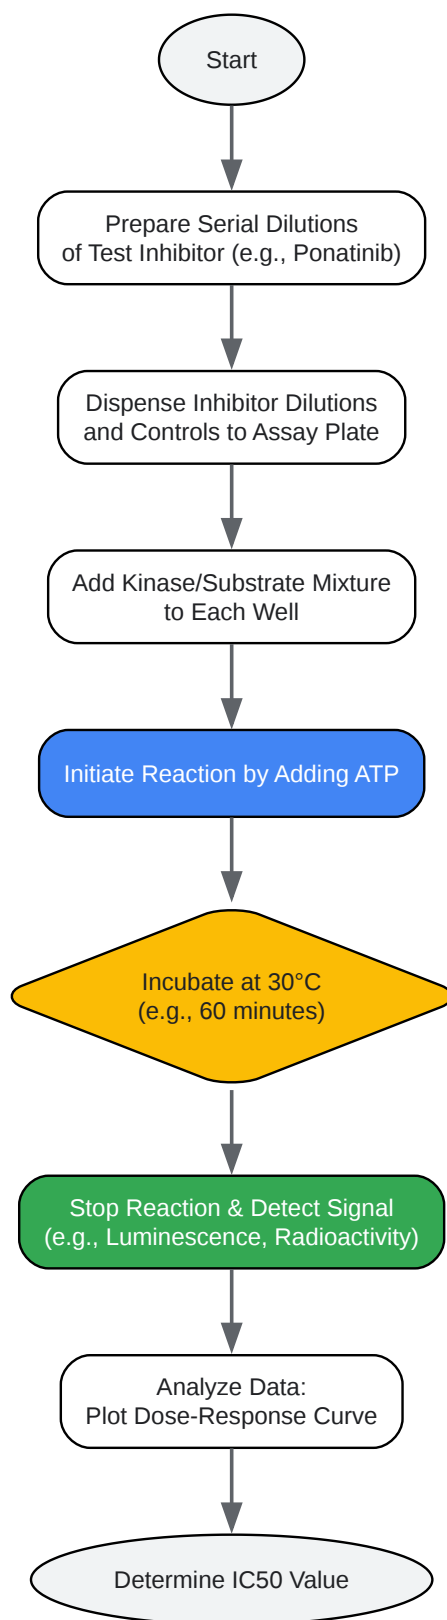 Start
Prepare Serial Dilutions
of Test Inhibitor (e.g., Ponatinib)
Dispense Inhibitor Dilutions
and Controls to Assay Plate
Add Kinase/Substrate Mixture
to Each Well
Initiate Reaction by Adding ATP
Incubate at 30°C
(e.g., 60 minutes)
Stop Reaction & Detect Signal
(e.g., Luminescence, Radioactivity)
Analyze Data:
Plot Dose-Response Curve
Determine IC50 Value